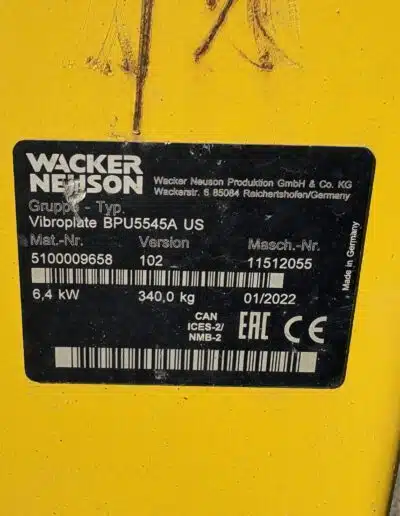 WACKER
NEUSON
Wacker Neuson Produktion GmbH & Co. KG
Wackerstr. 6 85084 Reichertshofen/Germany
Gruppe - Typ.
Vibroplate BPU5545A US
Mat.-Nr. Version Masch.-Nr.
5100009658 102 11512055
6,4 kW 340,0 kg 01/2022
CAN
ICES-2/
NMB-2
EAC CE
Made in Germany